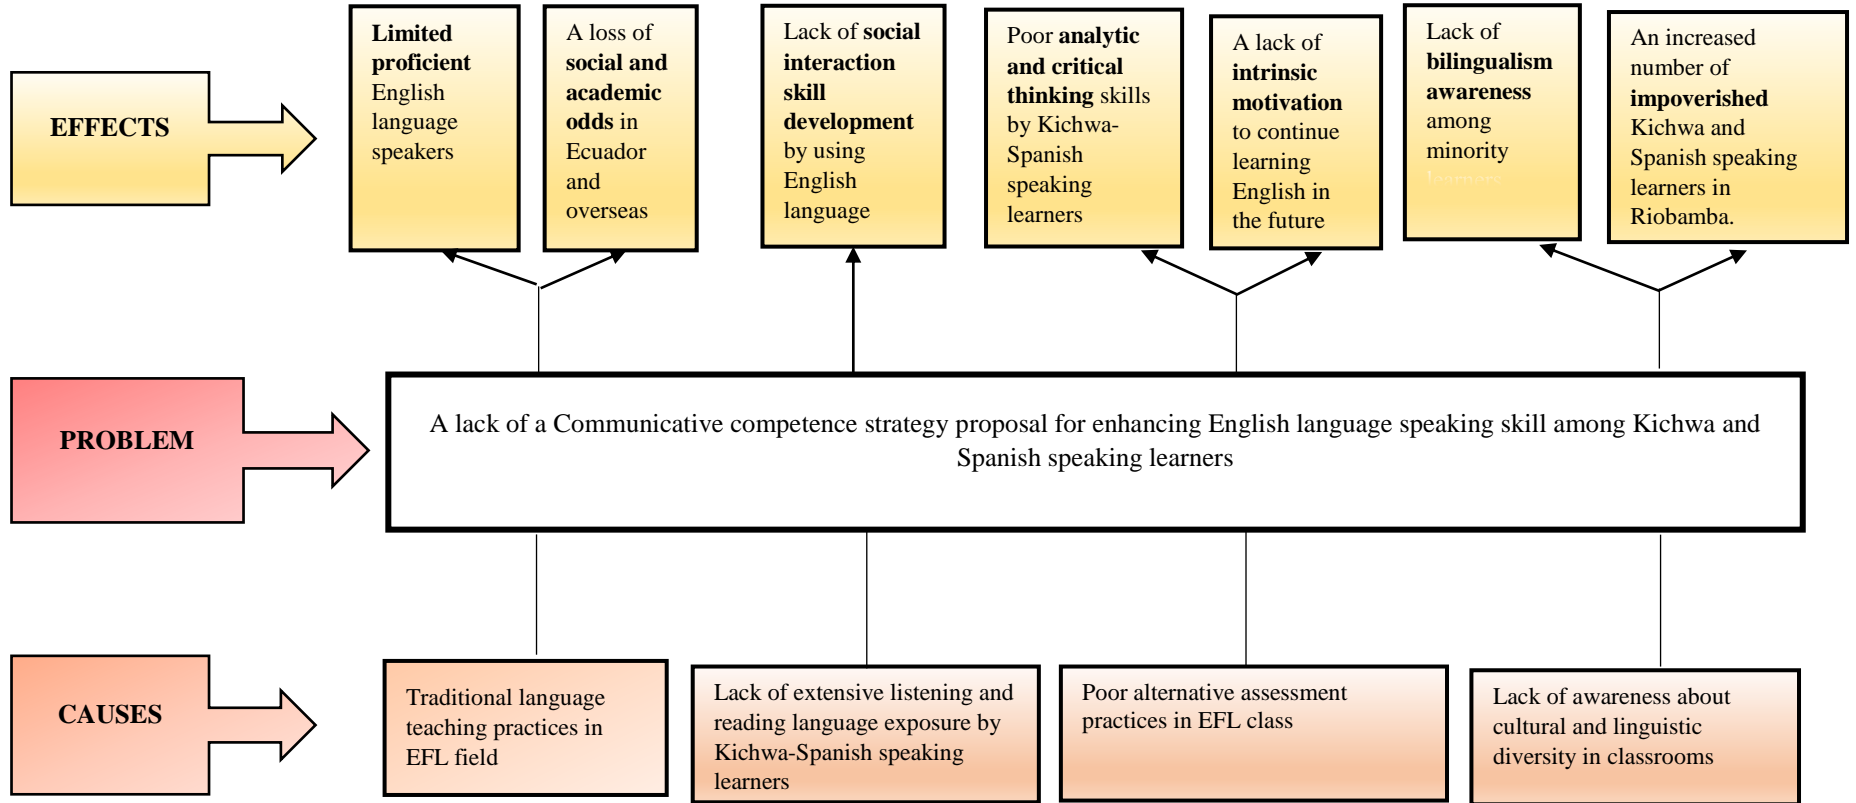 EFFECTS
Limited
proficient
English
language
speakers
A loss of
social and
academic
odds in
Ecuador
and
overseas
Lack of social
interaction
skill
development
by using
English
language
Poor analytic
and critical
thinking skills
by Kichwa-
Spanish
speaking
learners
A lack of
intrinsic
motivation
to continue
learning
English in
the future
Lack of
bilingualism
awareness
among
minority
learners
An increased
number of
impoverished
Kichwa and
Spanish speaking
learners in
Riobamba.
PROBLEM
A lack of a Communicative competence strategy proposal for enhancing English language speaking skill among Kichwa and
Spanish speaking learners
CAUSES
Traditional language
teaching practices in
EFL field
Lack of extensive listening and
reading language exposure by
Kichwa-Spanish speaking
learners
Poor alternative assessment
practices in EFL class
Lack of awareness about
cultural and linguistic
diversity in classrooms